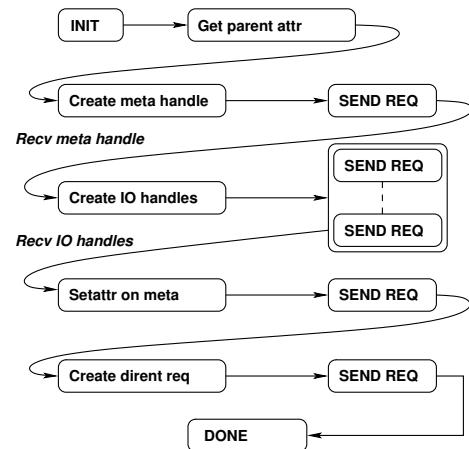 INIT
Get parent attr
Create meta handle
SEND REQ
Recv meta handle
SEND REQ
Create IO handles
SEND REQ
Recv IO handles
Setattr on meta
SEND REQ
Create dirent req
SEND REQ
DONE